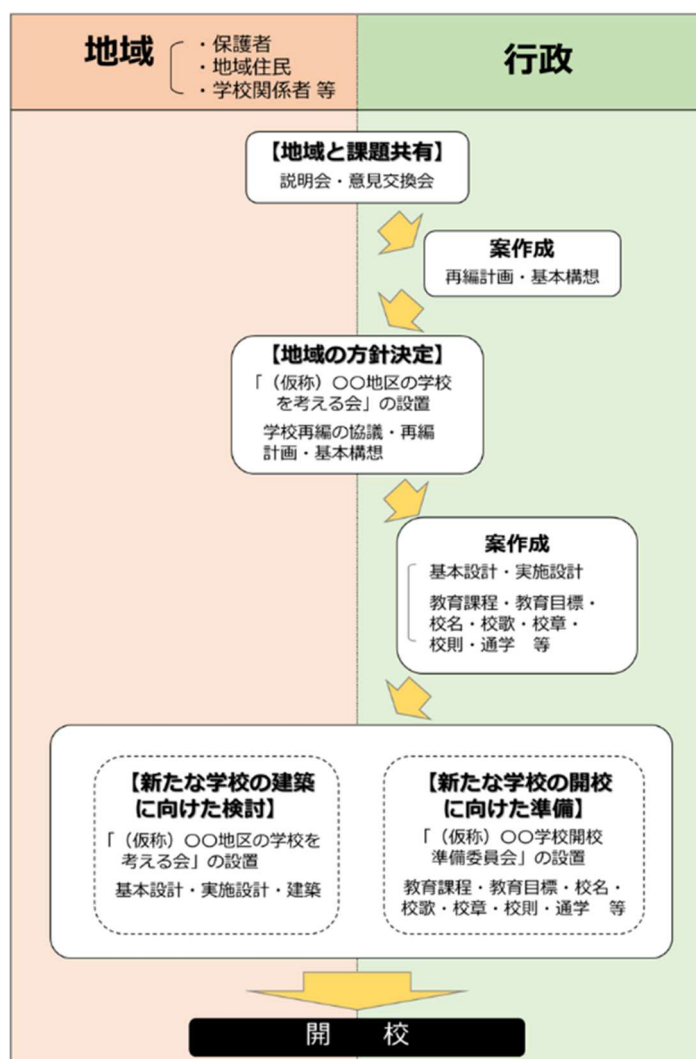 地域
・保護者
・地域住民
・学校関係者 等
行政
【地域と課題共有】
説明会・意見交換会
案作成
再編計画・基本構想
【地域の方針決定】
「（仮称）〇〇地区の学校
を考える会」の設置
学校再編の協議・再編
計画・基本構想
案作成
基本設計・実施設計
教育課程・教育目標・
校名・校歌・校章・
校則・通学　等
【新たな学校の建築
に向けた検討】
「（仮称）〇〇地区の学校を
考える会」の設置
基本設計・実施設計・建築
【新たな学校の開校
に向けた準備】
「（仮称）〇〇学校開校
準備委員会」の設置
教育課程・教育目標・校名・
校歌・校章・校則・通学　等
開　校